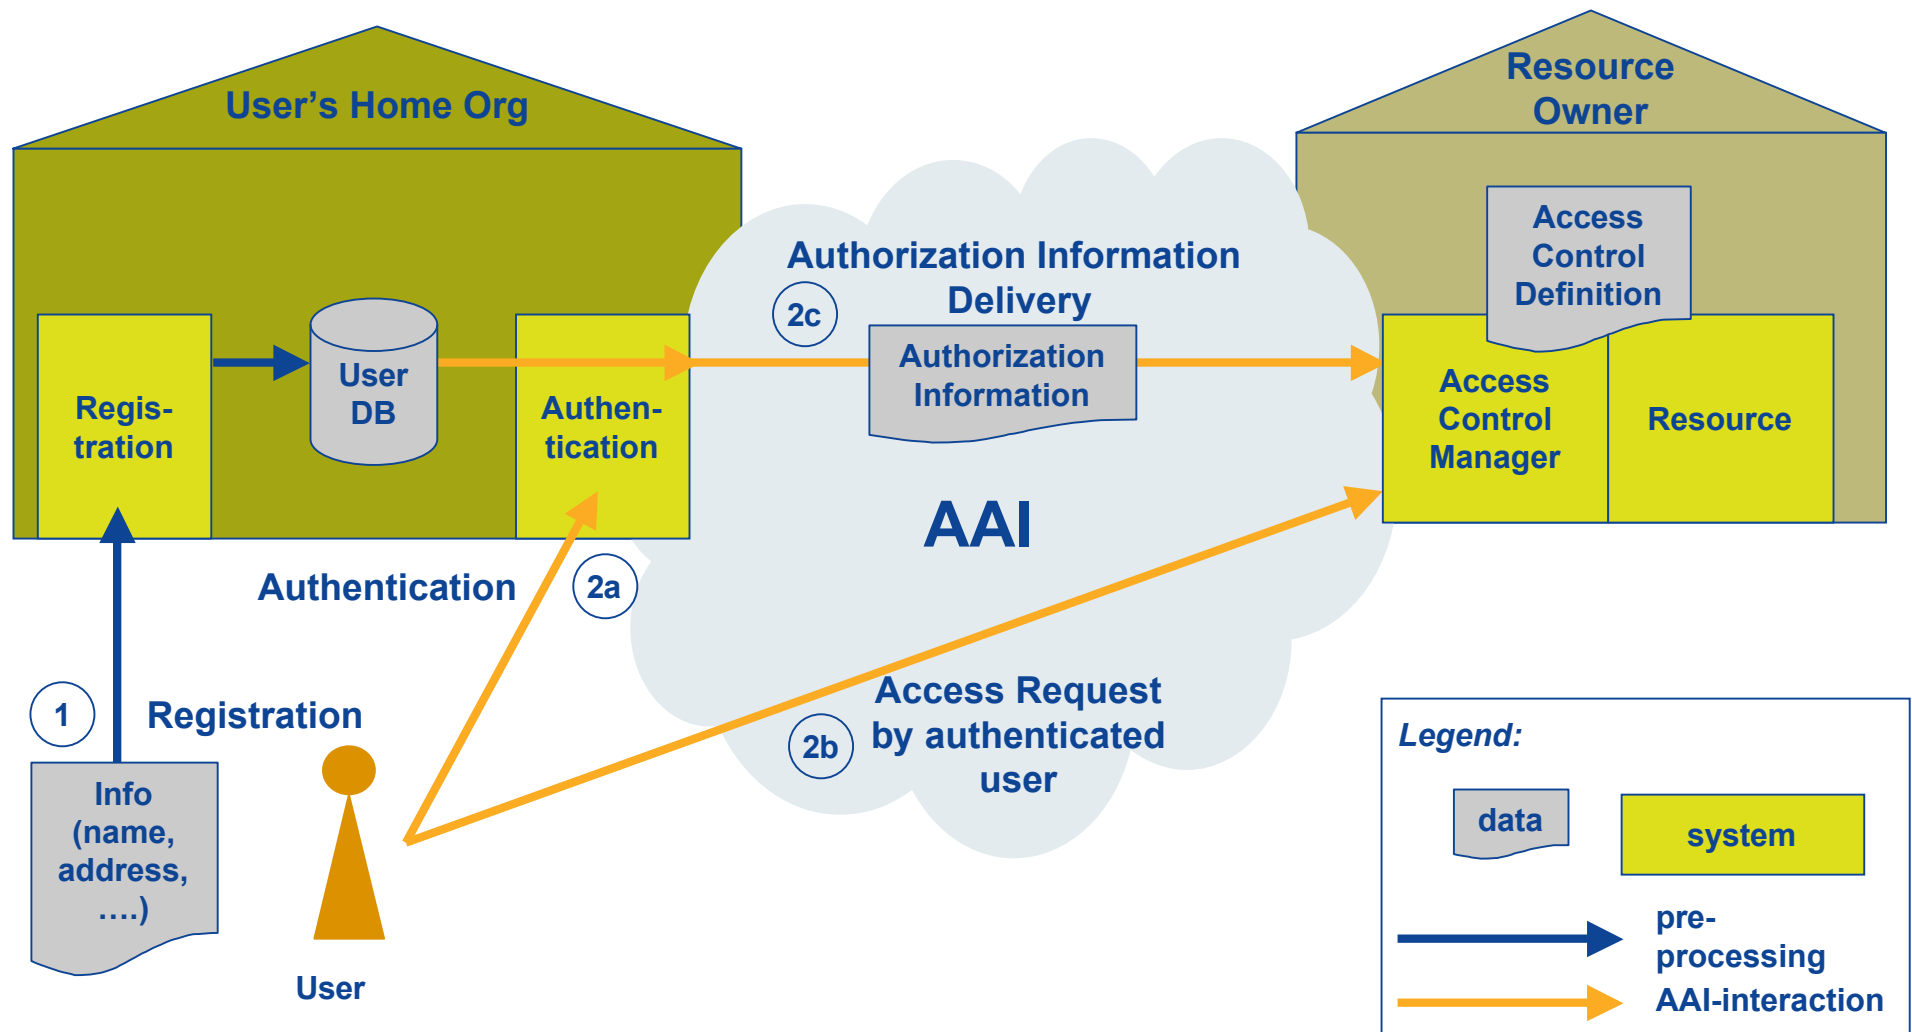 User’s Home Org
Resource
Owner
Access
Control
Definition
Authorization Information
Delivery
2c
Authorization
Information
User
DB
Regis-
tration
Authen-
tication
Access
Control
Manager
Resource
AAI
Authentication
2a
1
Registration
Access Request
by authenticated
user
2b
Info
(name,
address,
….)
User
Legend:
data
system
pre-
processing
AAI-interaction